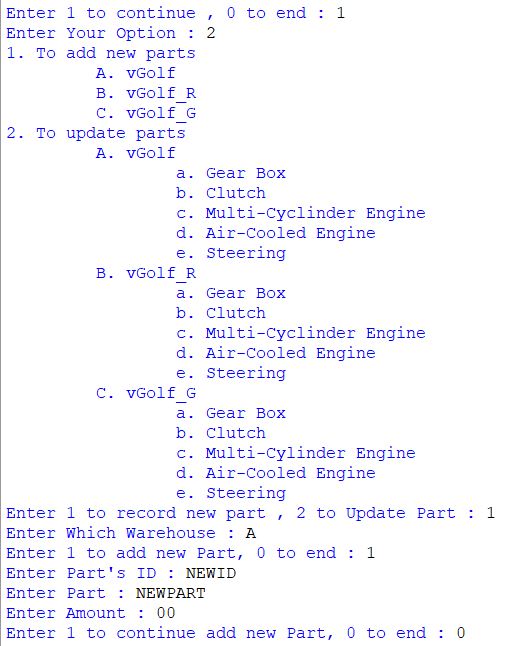 Enter 1 to continue , 0 to end : 1
Enter Your Option : 2
1. To add new parts
A. vGolf
B. vGolf_R
C. vGolf_G
2. To update parts
A. vGolf
a. Gear Box
b. Clutch
c. Multi-Cyclinder Engine
d. Air-Cooled Engine
e. Steering
B. vGolf_R
a. Gear Box
b. Clutch
c. Multi-Cyclinder Engine
d. Air-Cooled Engine
e. Steering
C. vGolf_G
a. Gear Box
b. Clutch
c. Multi-Cylinder Engine
d. Air-Cooled Engine
e. Steering
Enter 1 to record new part , 2 to Update Part : 1
Enter Which Warehouse : A
Enter 1 to add new Part, 0 to end : 1
Enter Part's ID : NEWID
Enter Part : NEWPART
Enter Amount : 00
Enter 1 to continue add new Part, 0 to end : 0